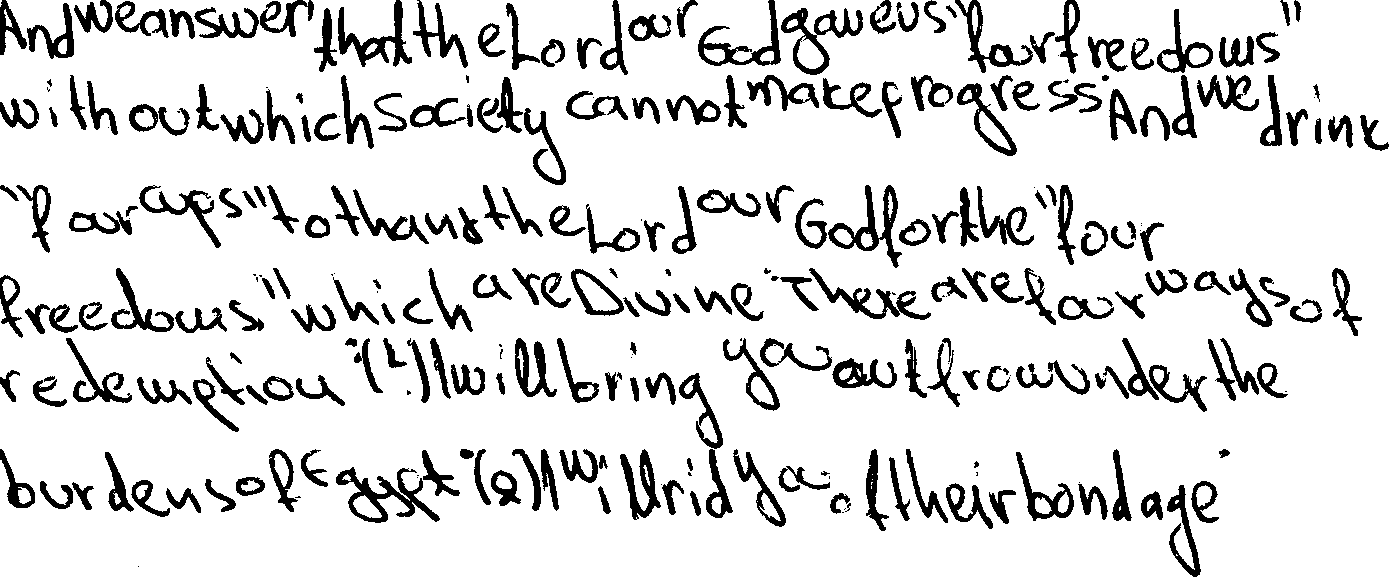 And we answer that the Lord our God gave us "four freedoms"
without which society cannot make progress. And we drink
"four cups" to thank the Lord our God for the "four
freedoms," which are Divine. There are four ways of
redemption. (1.) I will bring you out from under the
burdens of Egypt. (2) I will rid you of their bondage.